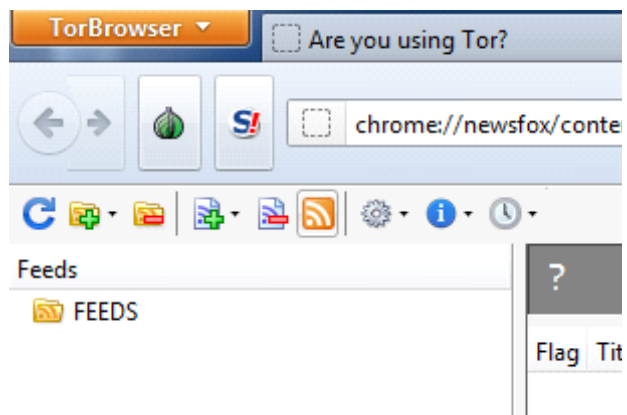 TorBrowser
Are you using Tor?
S!
chrome://newsfox/conte
Feeds
FEEDS
?
Flag Tit